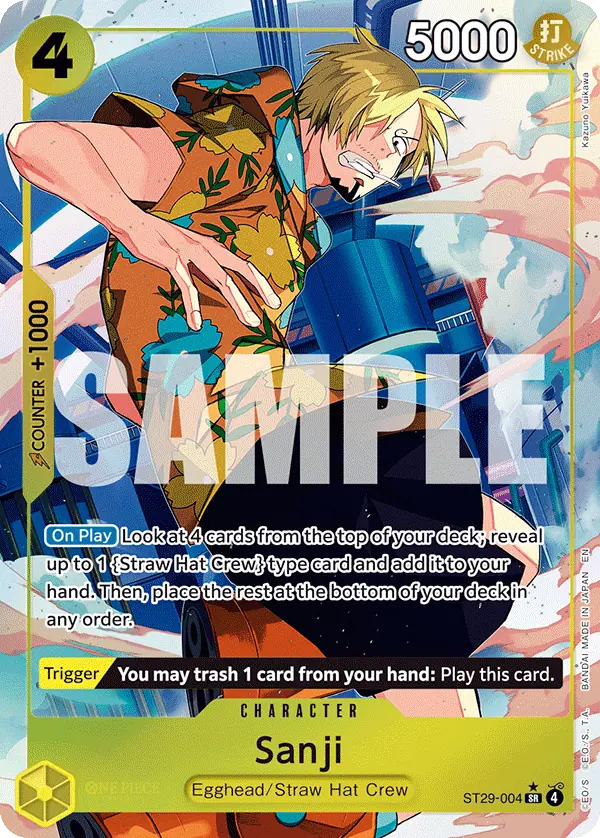 4
5000
打
STRIKE
Kazuno Yuikawa
COUNTER +1000
SAMPLE
On Play Look at 4 cards from the top of your deck; reveal
up to 1 {Straw Hat Crew} type card and add it to your
hand. Then, place the rest at the bottom of your deck in
any order.
Trigger You may trash 1 card from your hand: Play this card.
CHARACTER
Sanji
Egghead/Straw Hat Crew
ONE PIECE
ST29-004 SR 4
©E.O/S ©E.O./S., T.A. BANDAI MADE IN JAPAN EN